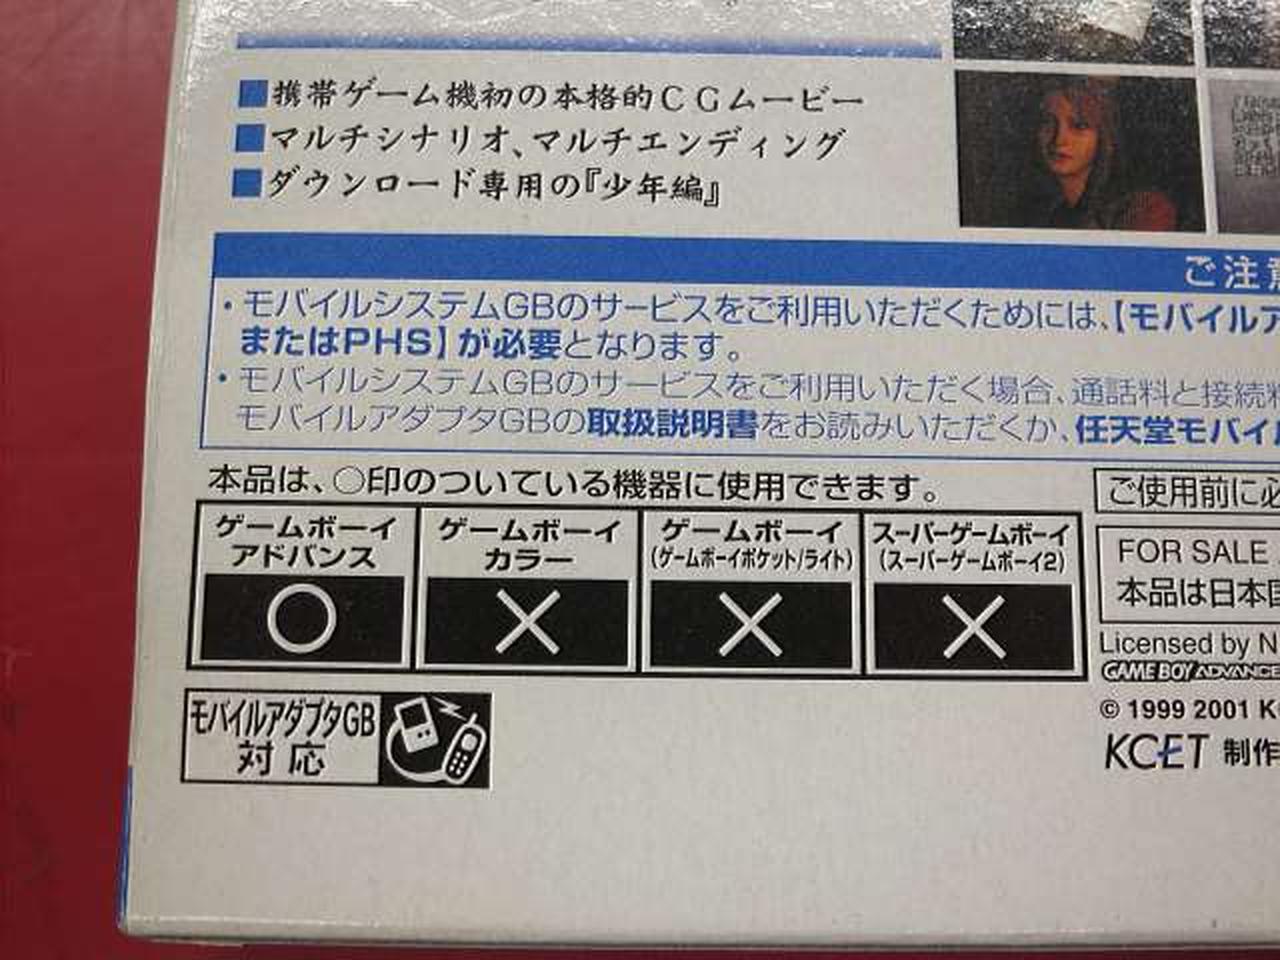 ■携帯ゲーム機初の本格的CGムービー
■マルチシナリオ、マルチエンディング
■ダウンロード専用の『少年編』
ご注意
・モバイルシステムGBのサービスをご利用いただくためには、【モバイルア
またはPHS】が必要となります。
・モバイルシステムGBのサービスをご利用いただく場合、通話料と接続料
モバイルアダプタGBの取扱説明書をお読みいただくか、任天堂モバイル
本品は、○印のついている機器に使用できます。
ゲームボーイ
アドバンス
○
ゲームボーイ
カラー
×
ゲームボーイ
(ゲームボーイポケット/ライト)
×
スーパーゲームボーイ
(スーパーゲームボーイ2)
×
モバイルアダプタGB
対応
ご使用前に必
FOR SALE
本品は日本国
Licensed by N
GAME BOY ADVANCE
© 1999 2001 K
KCET 制作